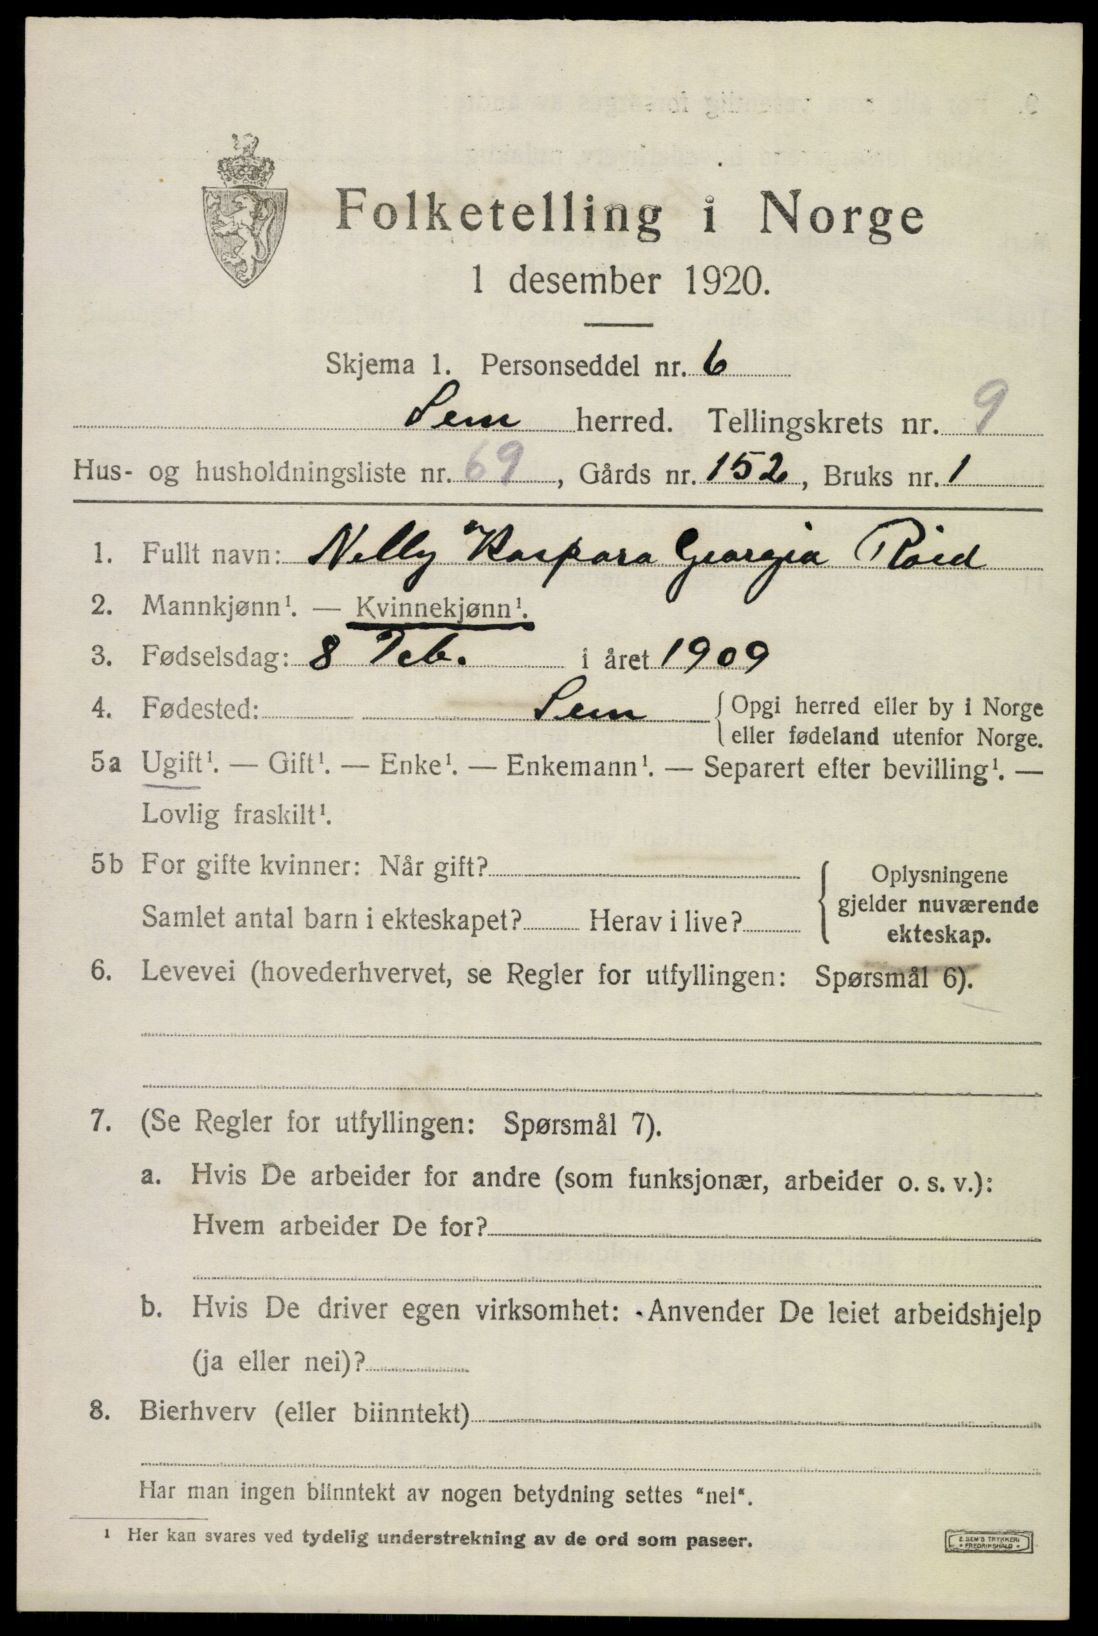 Folketelling i Norge
1 desember 1920.
Skjema 1. Personseddel nr. 6
Sem herred. Tellingskrets nr. 9
Hus- og husholdningsliste nr. 69, Gårds nr. 152, Bruks nr. 1
1. Fullt navn: Nelly Kaspara Georgia Röed
2. Mannkjønn¹. — Kvinnekjønn¹.
3. Fødselsdag: 8 Feb. i året 1909
4. Fødested: Sem {Opgi herred eller by i Norge
eller fødeland utenfor Norge.
5a Ugift¹. — Gift¹. — Enke¹. — Enkemann¹. — Separert efter bevilling¹. —
Lovlig fraskilt¹.
5b For gifte kvinner: Når gift?
Samlet antal barn i ekteskapet? Herav i live?
{Oplysningene
gjelder nuværende
ekteskap.
6. Levevei (hovederhvervet, se Regler for utfyllingen: Spørsmål 6).
7. (Se Regler for utfyllingen: Spørsmål 7).
a. Hvis De arbeider for andre (som funksjonær, arbeider o. s. v.):
Hvem arbeider De for?
b. Hvis De driver egen virksomhet: Anvender De leiet arbeidshjelp
(ja eller nei)?
8. Bierhverv (eller biinntekt)
Har man ingen biinntekt av nogen betydning settes "nei".
¹ Her kan svares ved tydelig understrekning av de ord som passer.
E. SEM'S TRYKKERI
FREDRIKSHALD